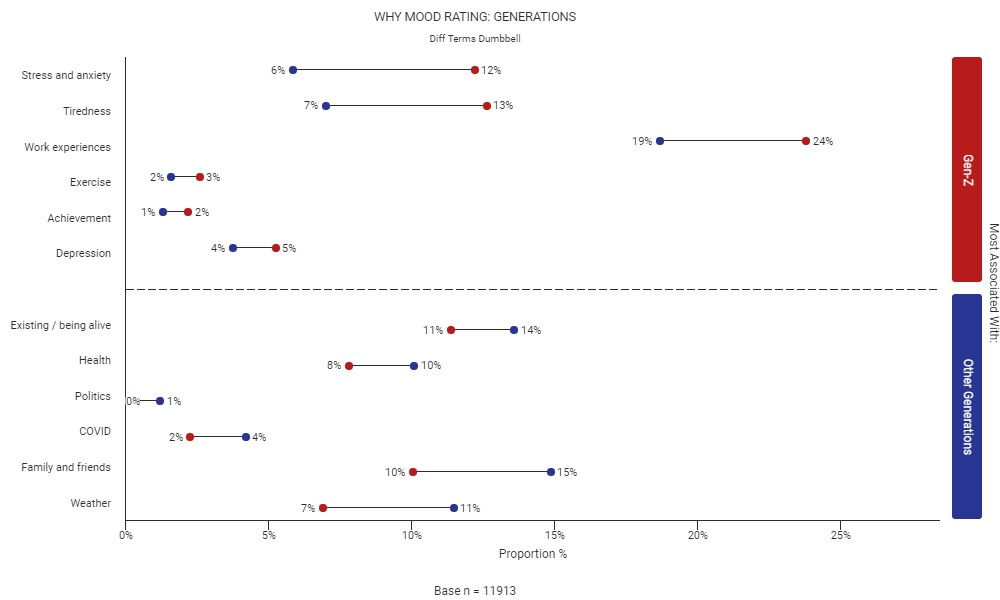 WHY MOOD RATING: GENERATIONS
Diff Terms Dumbbell
Stress and anxiety 6% 12%
Tiredness 7% 13%
Work experiences 19% 24%
Exercise 2% 3%
Achievement 1% 2%
Depression 4% 5%
Gen-Z
Most Associated With:
Existing / being alive 11% 14%
Health 8% 10%
Politics 0% 1%
COVID 2% 4%
Family and friends 10% 15%
Weather 7% 11%
Other Generations
0% 5% 10% 15% 20% 25%
Proportion %
Base n = 11913